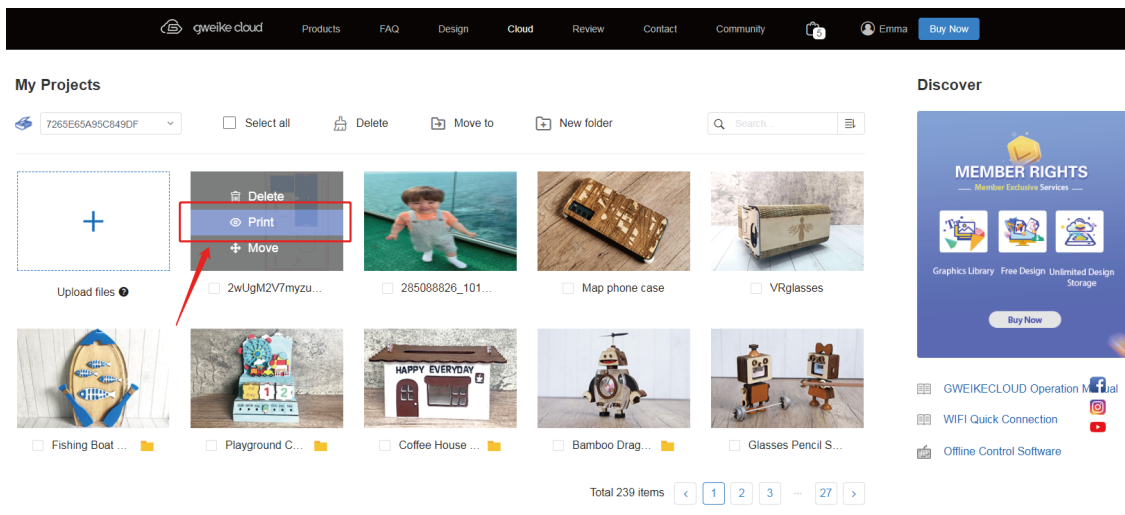 gweike cloud Products FAQ Design Cloud Review Contact Community 5 Emma Buy Now
My Projects
7265E65A95C849DF Select all Delete Move to New folder Search...
Delete
Print
Move
Upload files
2wUgM2V7myzu...
285088826_101...
Map phone case
VRglasses
HAPPY EVERYDAY
1 2
Fishing Boat ...
Playground C...
Coffee House ...
Bamboo Drag...
Glasses Pencil S...
Total 239 items < 1 2 3 ··· 27 >
Discover
MEMBER RIGHTS
Member Exclusive Services
Graphics Library Free Design Unlimited Design
Storage
Buy Now
GWEIKECLOUD Operation
WIFI Quick Connection
Offline Control Software